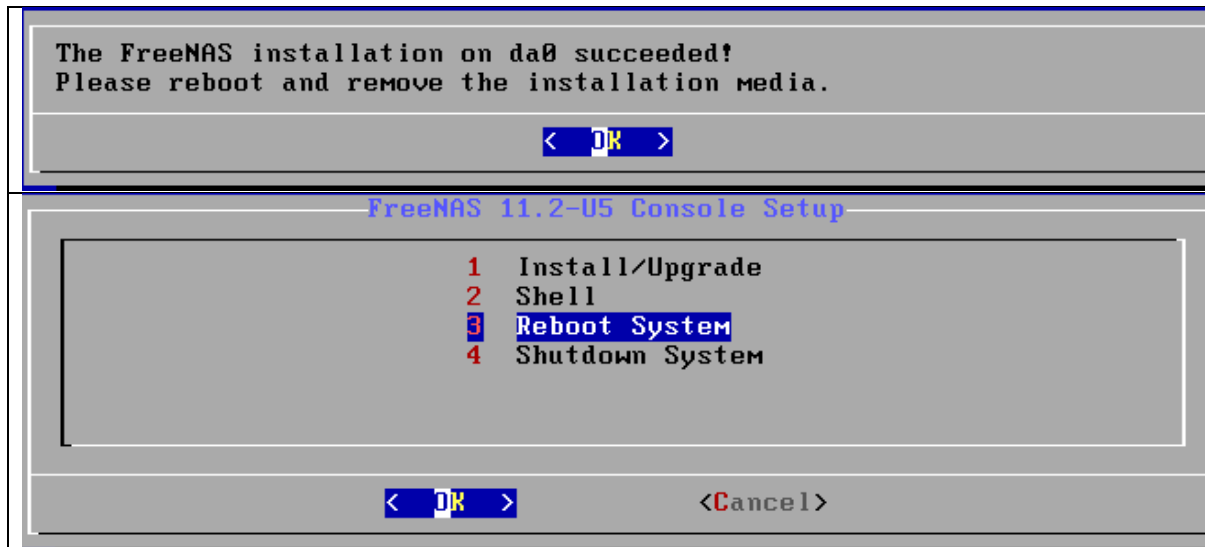 The FreeNAS installation on da0 succeeded!
Please reboot and remove the installation media.
< OK >
FreeNAS 11.2-U5 Console Setup
1 Install/Upgrade
2 Shell
3 Reboot System
4 Shutdown System
< OK > <Cancel>